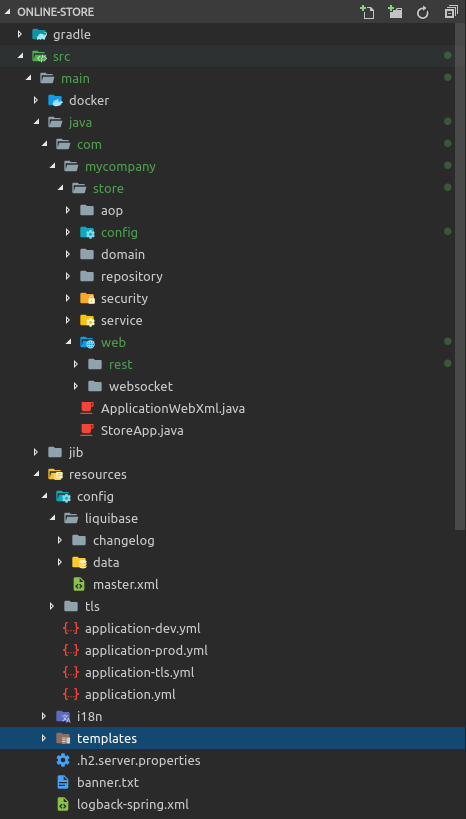 ONLINE-STORE
gradle
src
main
docker
java
com
mycompany
store
aop
config
domain
repository
security
service
web
rest
websocket
ApplicationWebXml.java
StoreApp.java
jib
resources
config
liquibase
changelog
data
master.xml
tls
application-dev.yml
application-prod.yml
application-tls.yml
application.yml
i18n
templates
.h2.server.properties
banner.txt
logback-spring.xml